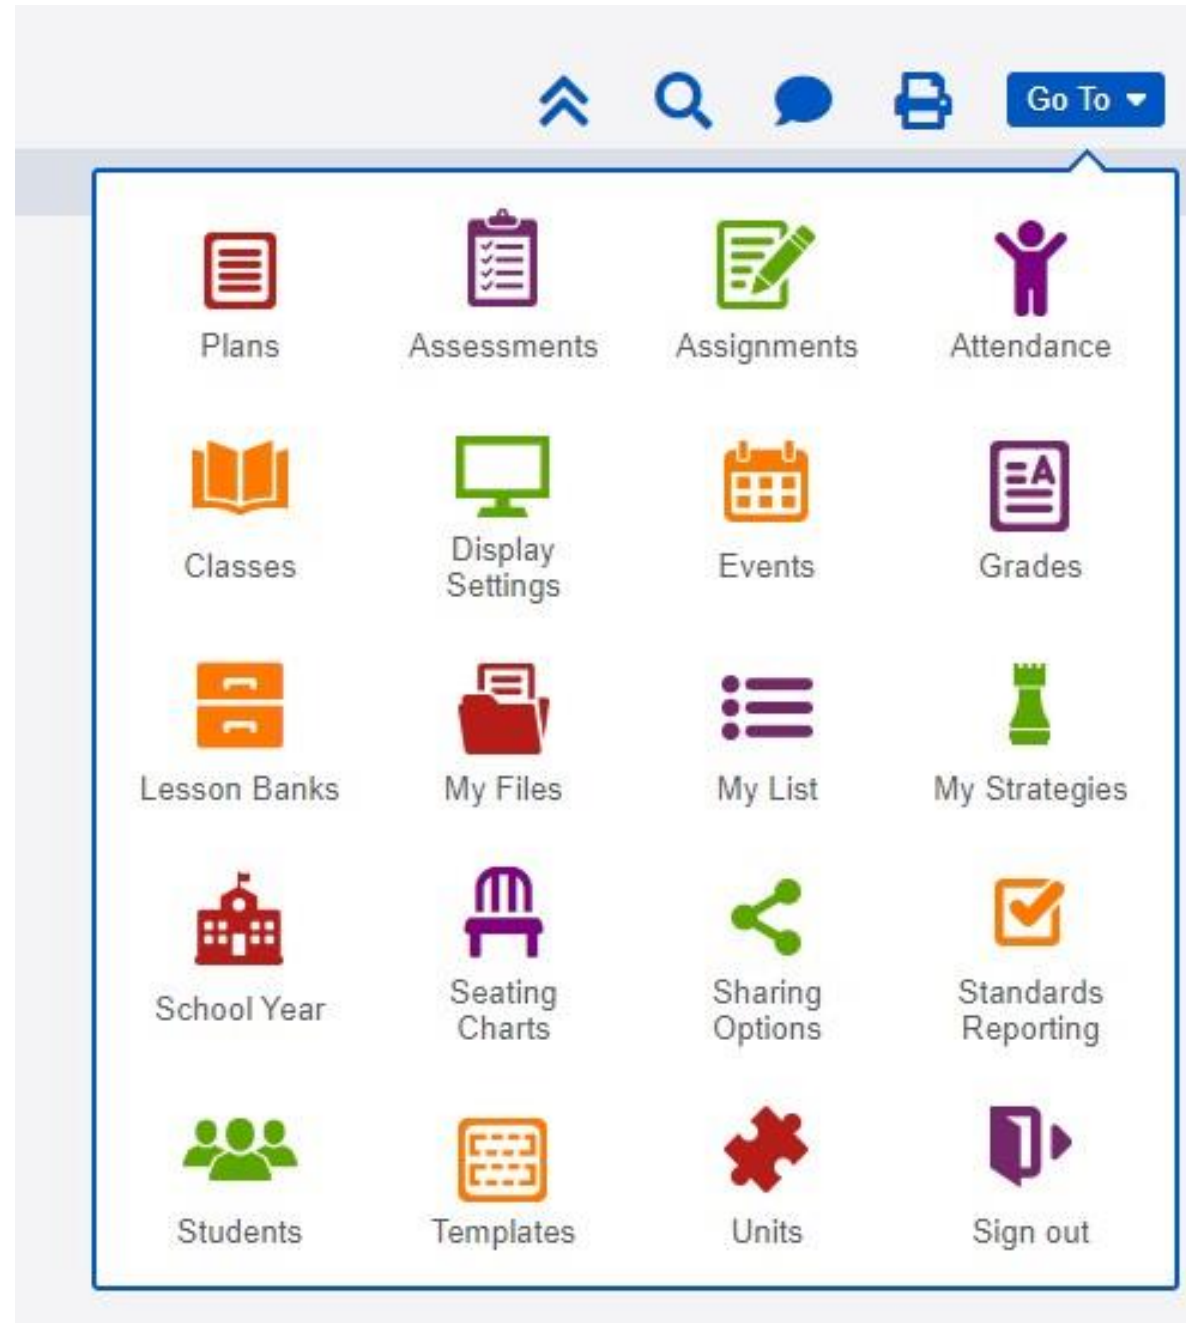 Go To
Plans
Assessments
Assignments
Attendance
Classes
Display
Settings
Events
Grades
Lesson Banks
My Files
My List
My Strategies
School Year
Seating
Charts
Sharing
Options
Standards
Reporting
Students
Templates
Units
Sign out